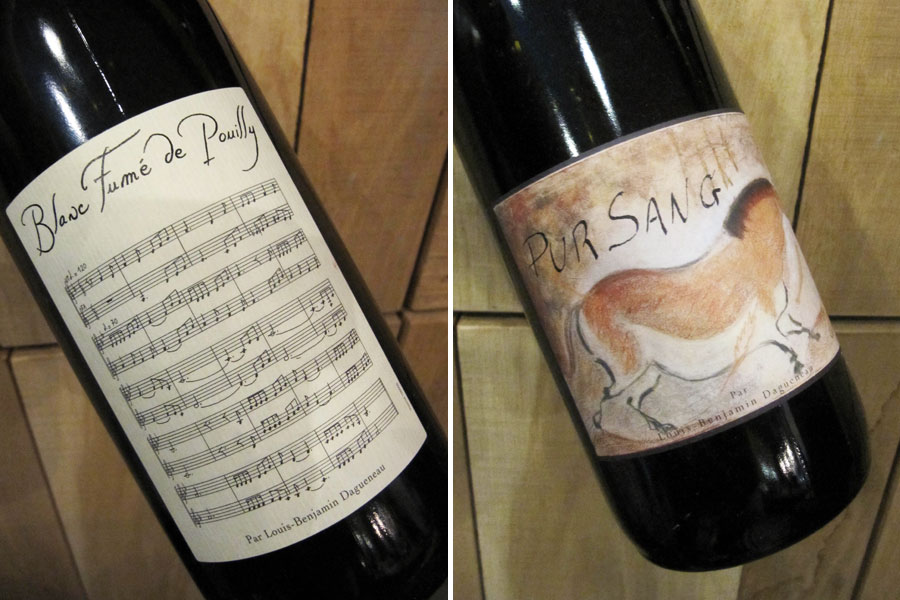 Blanc Fumé de Pouilly
Par Louis-Benjamin Dagueneau
PUR SANG
Par
Louis-Benjamin Dagueneau